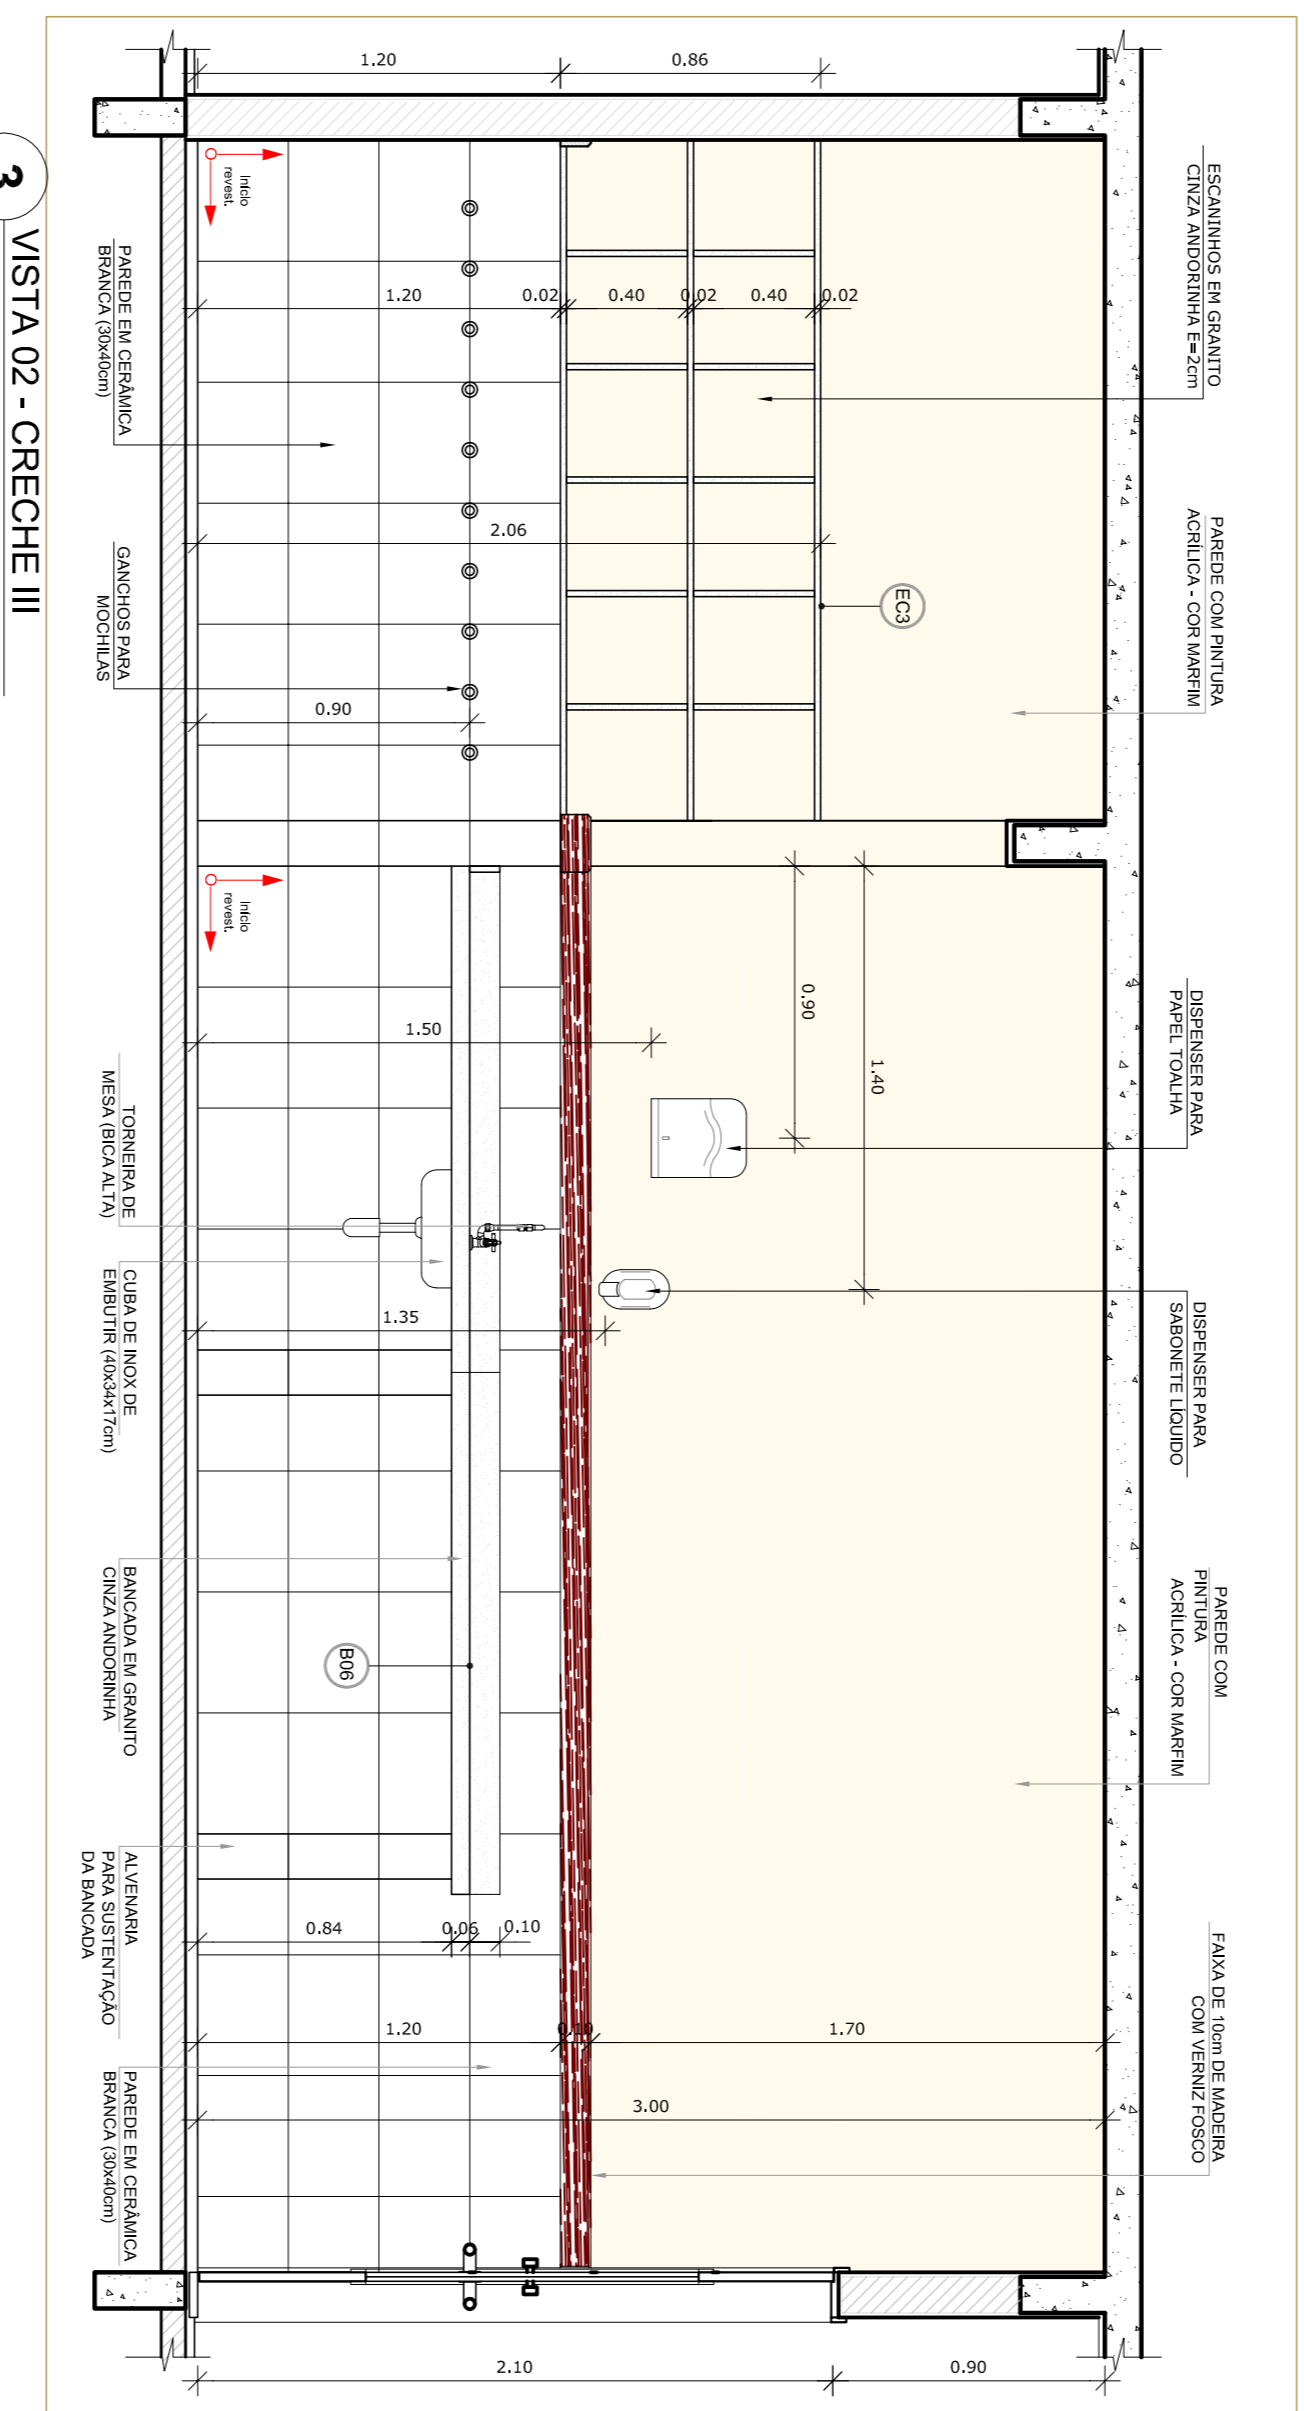 ESCANINHOS EM GRANITO
CINZA ANDORINHA E=2cm
PAREDE COM PINTURA
ACRÍLICA - COR MARFIM
DISPENSER PARA
PAPEL TOALHA
DISPENSER PARA
SABONETE LÍQUIDO
PAREDE COM
PINTURA
ACRÍLICA - COR MARFIM
FAIXA DE 10cm DE MADEIRA
COM VERNIZ FOSCO
0.86
1.20
0.02
0.40
0.02
0.40
0.02
1.20
2.06
EC3
0.90
0.90
1.40
1.50
1.35
B06
0.10
0.06
0.84
1.70
0.10
1.20
3.00
0.90
2.10
Início
revest.
Início
revest.
PAREDE EM CERÂMICA
BRANCA (30x40cm)
GANCHOS PARA
MOCHILAS
TORNEIRA DE
MESA (BICA ALTA)
CUBA DE INOX DE
EMBUTIR (40x34x17cm)
BANCADA EM GRANITO
CINZA ANDORINHA
ALVENARIA
PARA SUSTENTAÇÃO
DA BANCADA
PAREDE EM CERÂMICA
BRANCA (30x40cm)
3
VISTA 02 - CRECHE III